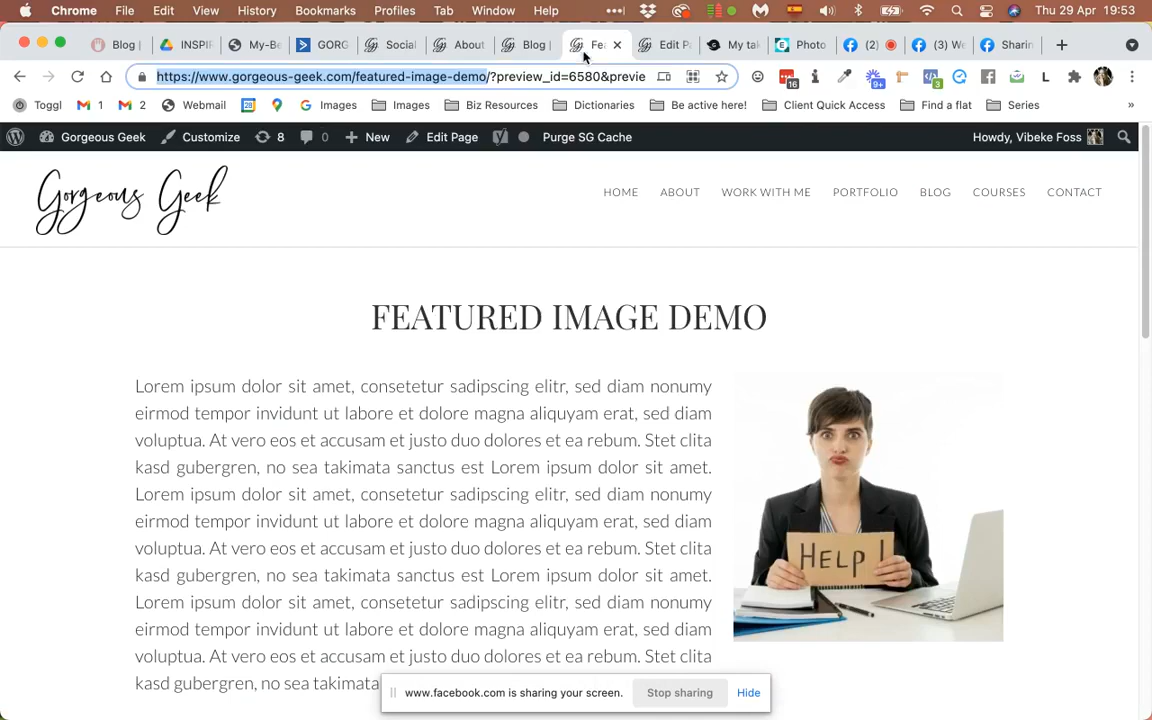 Chrome File Edit View History Bookmarks Profiles Tab Window Help Thu 29 Apr 19:53
Blog | INSPI My-Be GORG Social About Blog | Fea Edit P My tak Photo (2) (3) We Sharin
https://www.gorgeous-geek.com/featured-image-demo/?preview_id=6580&previe 16 9+ 3 L
Toggl 1 2 Webmail Images Images Biz Resources Dictionaries Be active here! Client Quick Access Find a flat Series »
Gorgeous Geek Customize 8 0 New Edit Page Purge SG Cache Howdy, Vibeke Foss
Gorgeous Geek
HOME ABOUT WORK WITH ME PORTFOLIO BLOG COURSES CONTACT
FEATURED IMAGE DEMO
Lorem ipsum dolor sit amet, consetetur sadipscing elitr, sed diam nonumy
eirmod tempor invidunt ut labore et dolore magna aliquyam erat, sed diam
voluptua. At vero eos et accusam et justo duo dolores et ea rebum. Stet clita
kasd gubergren, no sea takimata sanctus est Lorem ipsum dolor sit amet.
Lorem ipsum dolor sit amet, consetetur sadipscing elitr, sed diam nonumy
eirmod tempor invidunt ut labore et dolore magna aliquyam erat, sed diam
voluptua. At vero eos et accusam et justo duo dolores et ea rebum. Stet clita
kasd gubergren, no sea takimata sanctus est Lorem ipsum dolor sit amet.
Lorem ipsum dolor sit amet, consetetur sadipscing elitr, sed diam nonumy
eirmod tempor invidunt ut labore et dolore magna aliquyam erat, sed diam
voluptua. At vero eos et accusam et justo duo dolores et ea rebum. Stet clita
kasd gubergren, no sea takimata
HELP!
www.facebook.com is sharing your screen. Stop sharing Hide